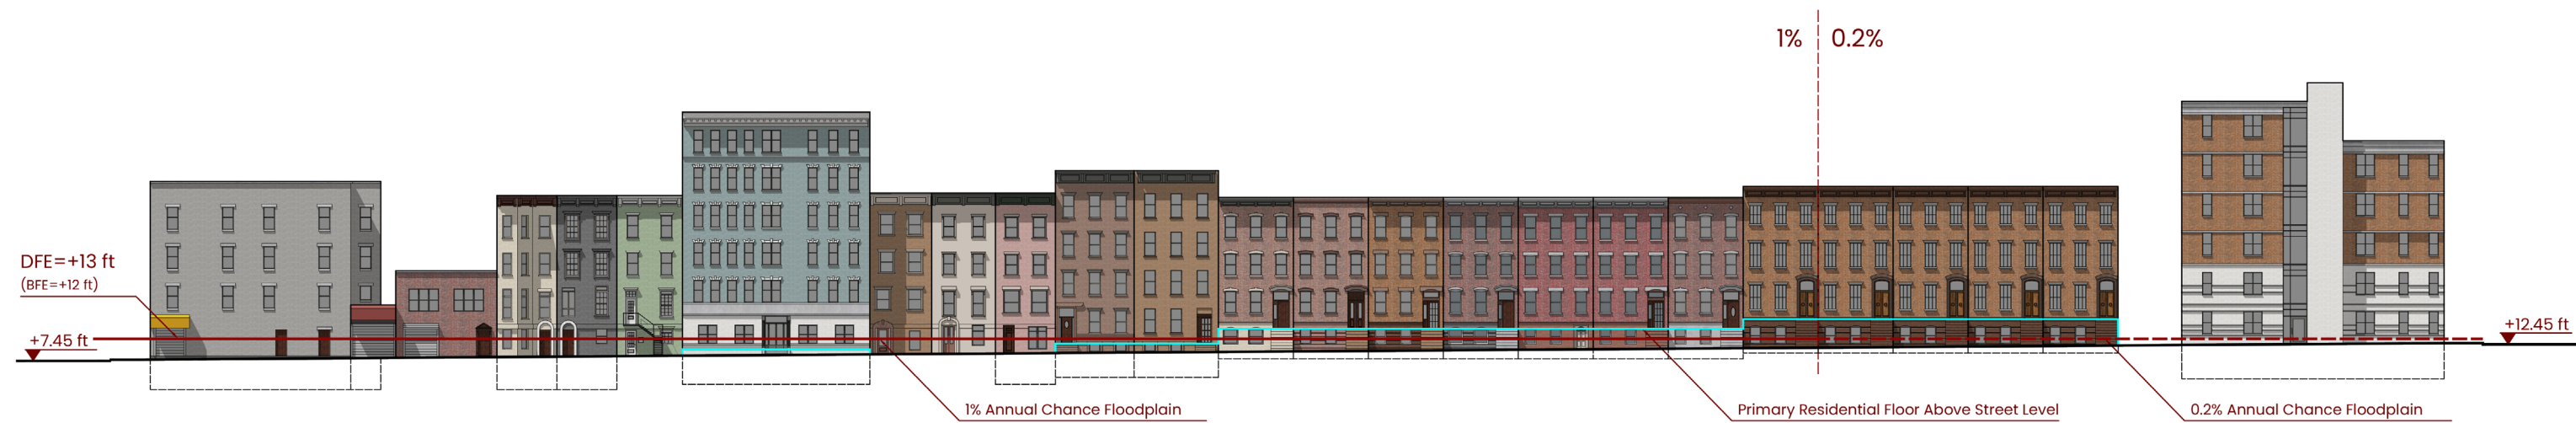 1% 0.2%
DFE=+13 ft
(BFE=+12 ft)
+7.45 ft
+12.45 ft
1% Annual Chance Floodplain
Primary Residential Floor Above Street Level
0.2% Annual Chance Floodplain